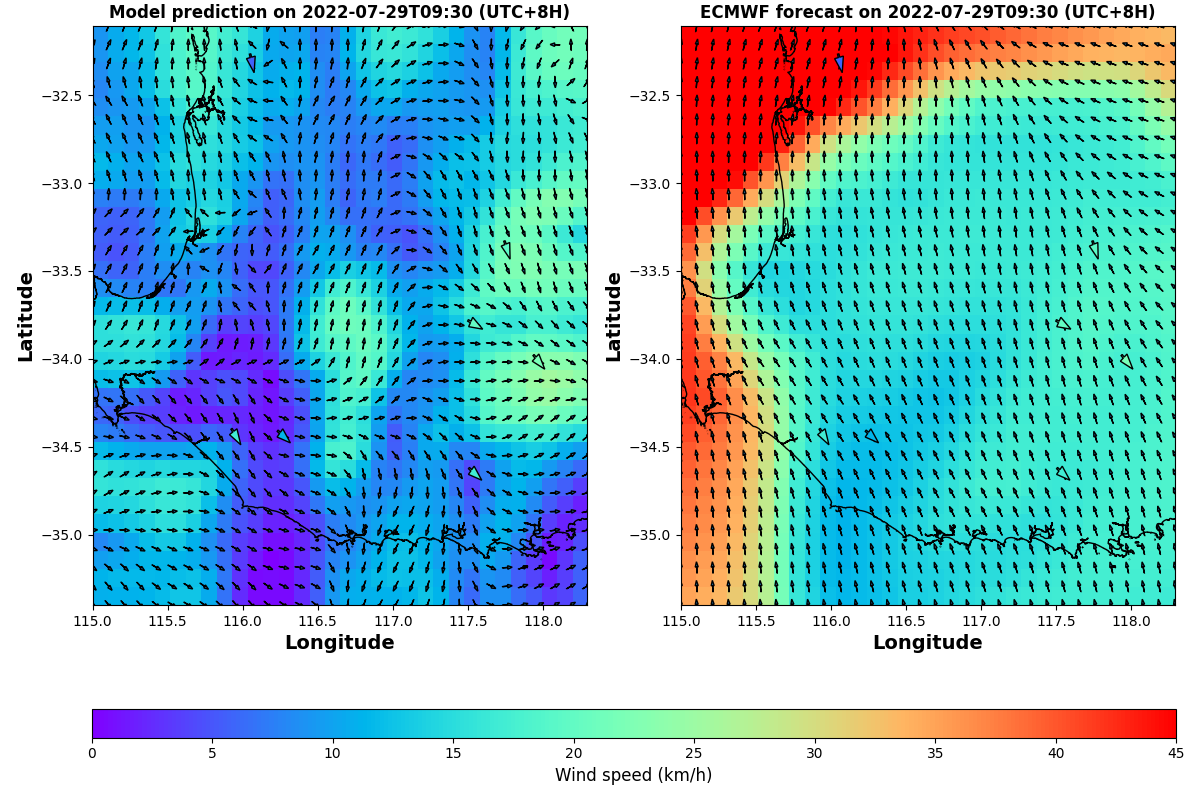 Model prediction on 2022-07-29T09:30 (UTC+8H)
ECMWF forecast on 2022-07-29T09:30 (UTC+8H)
Latitude
−32.5
−33.0
−33.5
−34.0
−34.5
−35.0
115.0 115.5 116.0 116.5 117.0 117.5 118.0
Longitude
Latitude
−32.5
−33.0
−33.5
−34.0
−34.5
−35.0
115.0 115.5 116.0 116.5 117.0 117.5 118.0
Longitude
0 5 10 15 20 25 30 35 40 45
Wind speed (km/h)